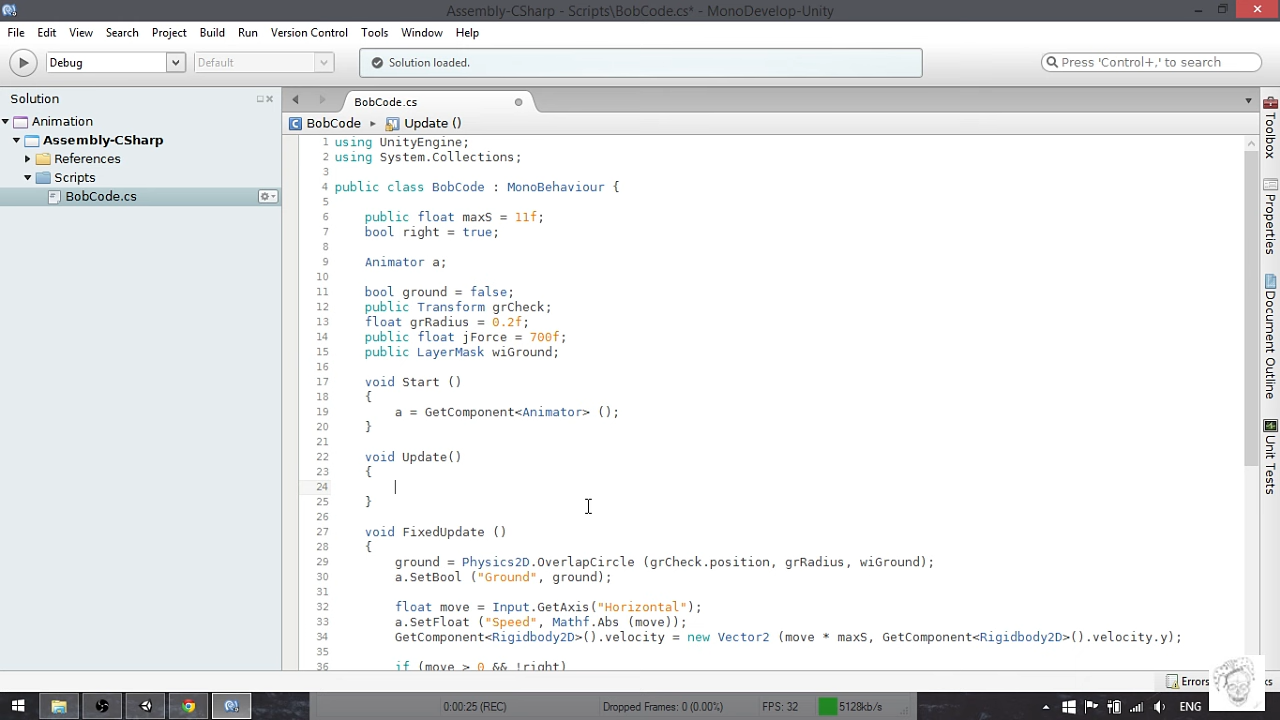 Assembly-CSharp - Scripts\BobCode.cs* - MonoDevelop-Unity
File Edit View Search Project Build Run Version Control Tools Window Help
Debug Default Solution loaded. Press 'Control+,' to search
Solution
Animation
Assembly-CSharp
References
Scripts
BobCode.cs
BobCode.cs
BobCode ▸ Update ()
1 using UnityEngine;
2 using System.Collections;
3
4 public class BobCode : MonoBehaviour {
5
6 public float maxS = 11f;
7 bool right = true;
8
9 Animator a;
10
11 bool ground = false;
12 public Transform grCheck;
13 float grRadius = 0.2f;
14 public float jForce = 700f;
15 public LayerMask wiGround;
16
17 void Start ()
18 {
19 a = GetComponent<Animator> ();
20 }
21
22 void Update()
23 {
24
25 }
26
27 void FixedUpdate ()
28 {
29 ground = Physics2D.OverlapCircle (grCheck.position, grRadius, wiGround);
30 a.SetBool ("Ground", ground);
31
32 float move = Input.GetAxis("Horizontal");
33 a.SetFloat ("Speed", Mathf.Abs (move));
34 GetComponent<Rigidbody2D>().velocity = new Vector2 (move * maxS, GetComponent<Rigidbody2D>().velocity.y);
35
36 if (move > 0 && !right)
Toolbox
Properties
Document Outline
Unit Tests
Errors
0:00:25 (REC) Dropped Frames: 0 (0.00%) FPS: 32 5128kb/s
ENG